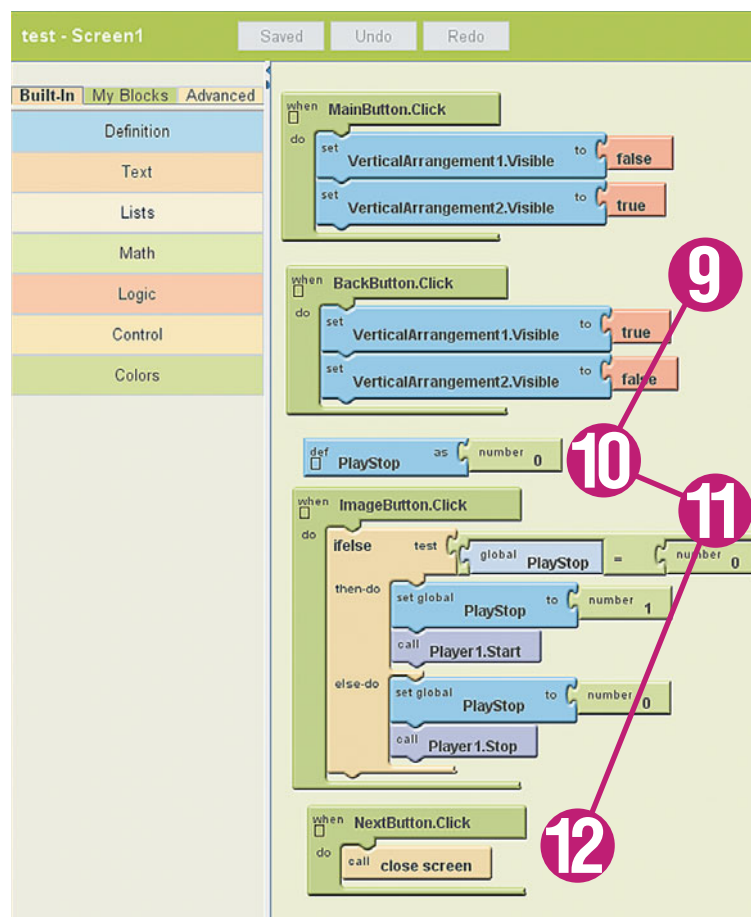 test - Screen1 Saved Undo Redo
Built-In My Blocks Advanced
Definition
Text
Lists
Math
Logic
Control
Colors
when MainButton.Click
do set VerticalArrangement1.Visible to false
set VerticalArrangement2.Visible to true
9
when BackButton.Click
do set VerticalArrangement1.Visible to true
set VerticalArrangement2.Visible to false
def PlayStop as number 0
10
11
when ImageButton.Click
do ifelse test global PlayStop = number 0
then-do set global PlayStop to number 1
call Player1.Start
else-do set global PlayStop to number 0
call Player1.Stop
12
when NextButton.Click
do call close screen